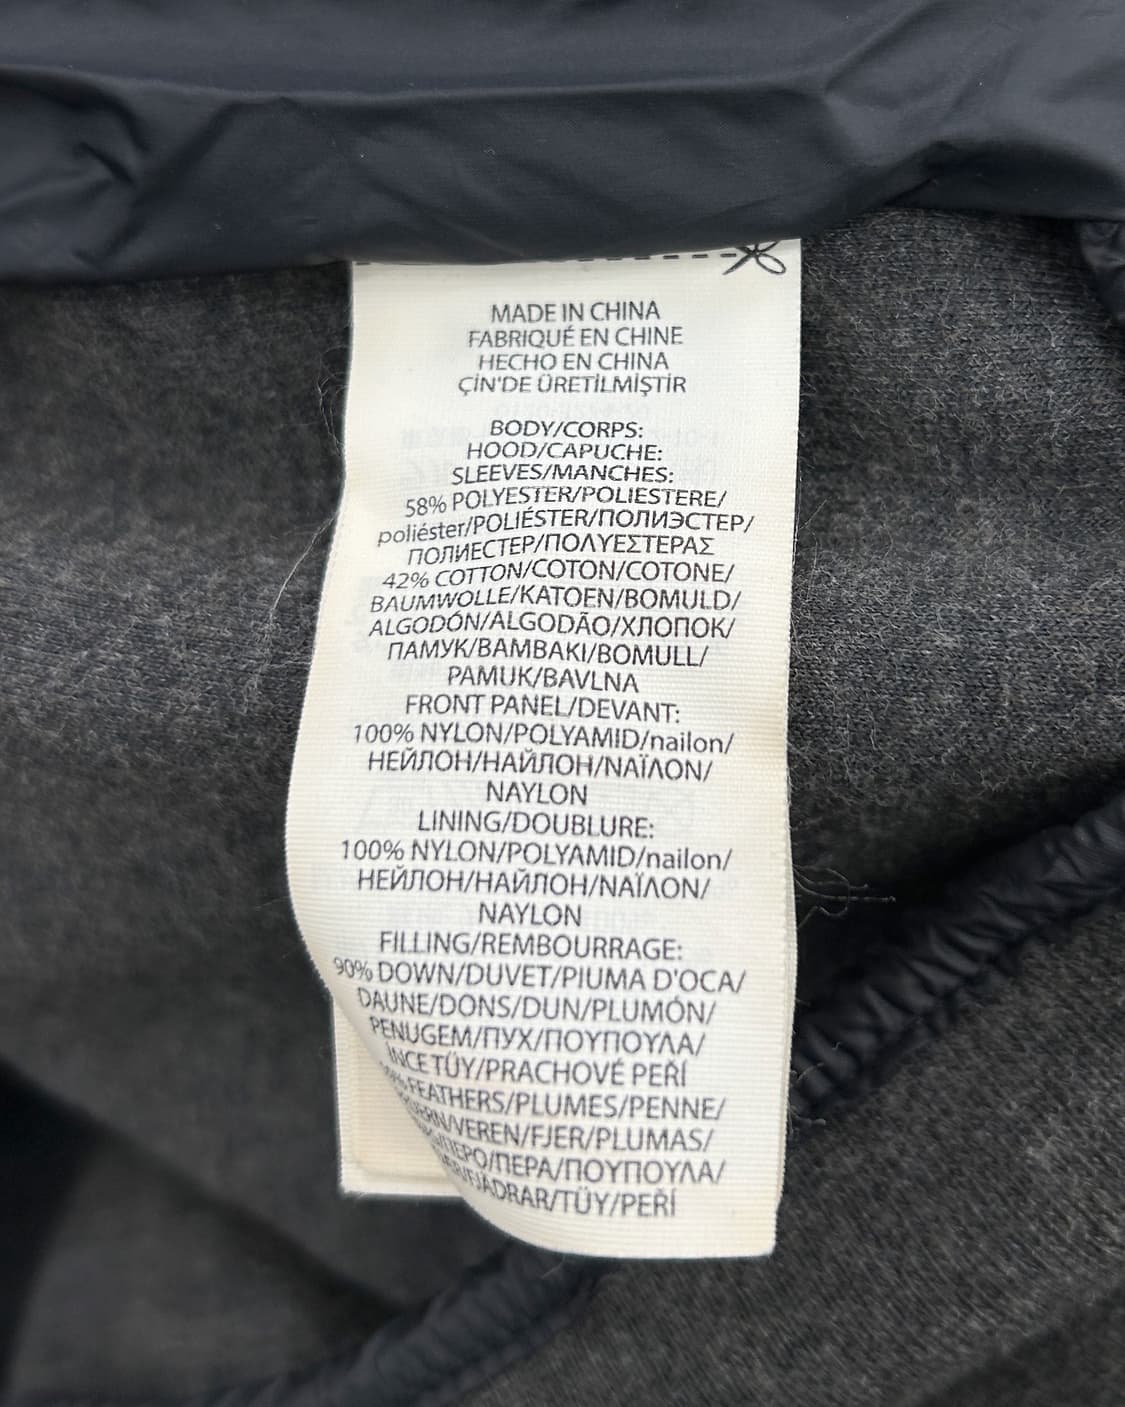 MADE IN CHINA
FABRIQUÉ EN CHINE
HECHO EN CHINA
ÇİN'DE ÜRETİLMİŞTİR
BODY/CORPS:
HOOD/CAPUCHE:
SLEEVES/MANCHES:
58% POLYESTER/POLIESTERE/
poliéster/POLIÉSTER/ПОЛИЭСТЕР/
ПОЛИЕСТЕР/ΠΟΛΥΕΣΤΕΡΑΣ
42% COTTON/COTON/COTONE/
BAUMWOLLE/KATOEN/BOMULD/
ALGODÓN/ALGODÃO/ХЛОПОК/
ПАМУК/ΒΑΜΒΑΚΙ/BOMULL/
PAMUK/BAVLNA
FRONT PANEL/DEVANT:
100% NYLON/POLYAMID/nailon/
НЕЙЛОН/НАЙЛОН/ΝΑΪΛΟΝ/
NAYLON
LINING/DOUBLURE:
100% NYLON/POLYAMID/nailon/
НЕЙЛОН/НАЙЛОН/ΝΑΪΛΟΝ/
NAYLON
FILLING/REMBOURRAGE:
90% DOWN/DUVET/PIUMA D'OCA/
DAUNE/DONS/DUN/PLUMÓN/
PENUGEM/ПУХ/ΠΟΥΠΟΥΛΑ/
İNCE TÜY/PRACHOVÉ PEŘÍ
FEATHERS/PLUMES/PENNE/
VEREN/FJER/PLUMAS/
ПЕРО/ПЕРА/ΠΟΥΠΟΥΛΑ/
FJÄDRAR/TÜY/PEŘÍ